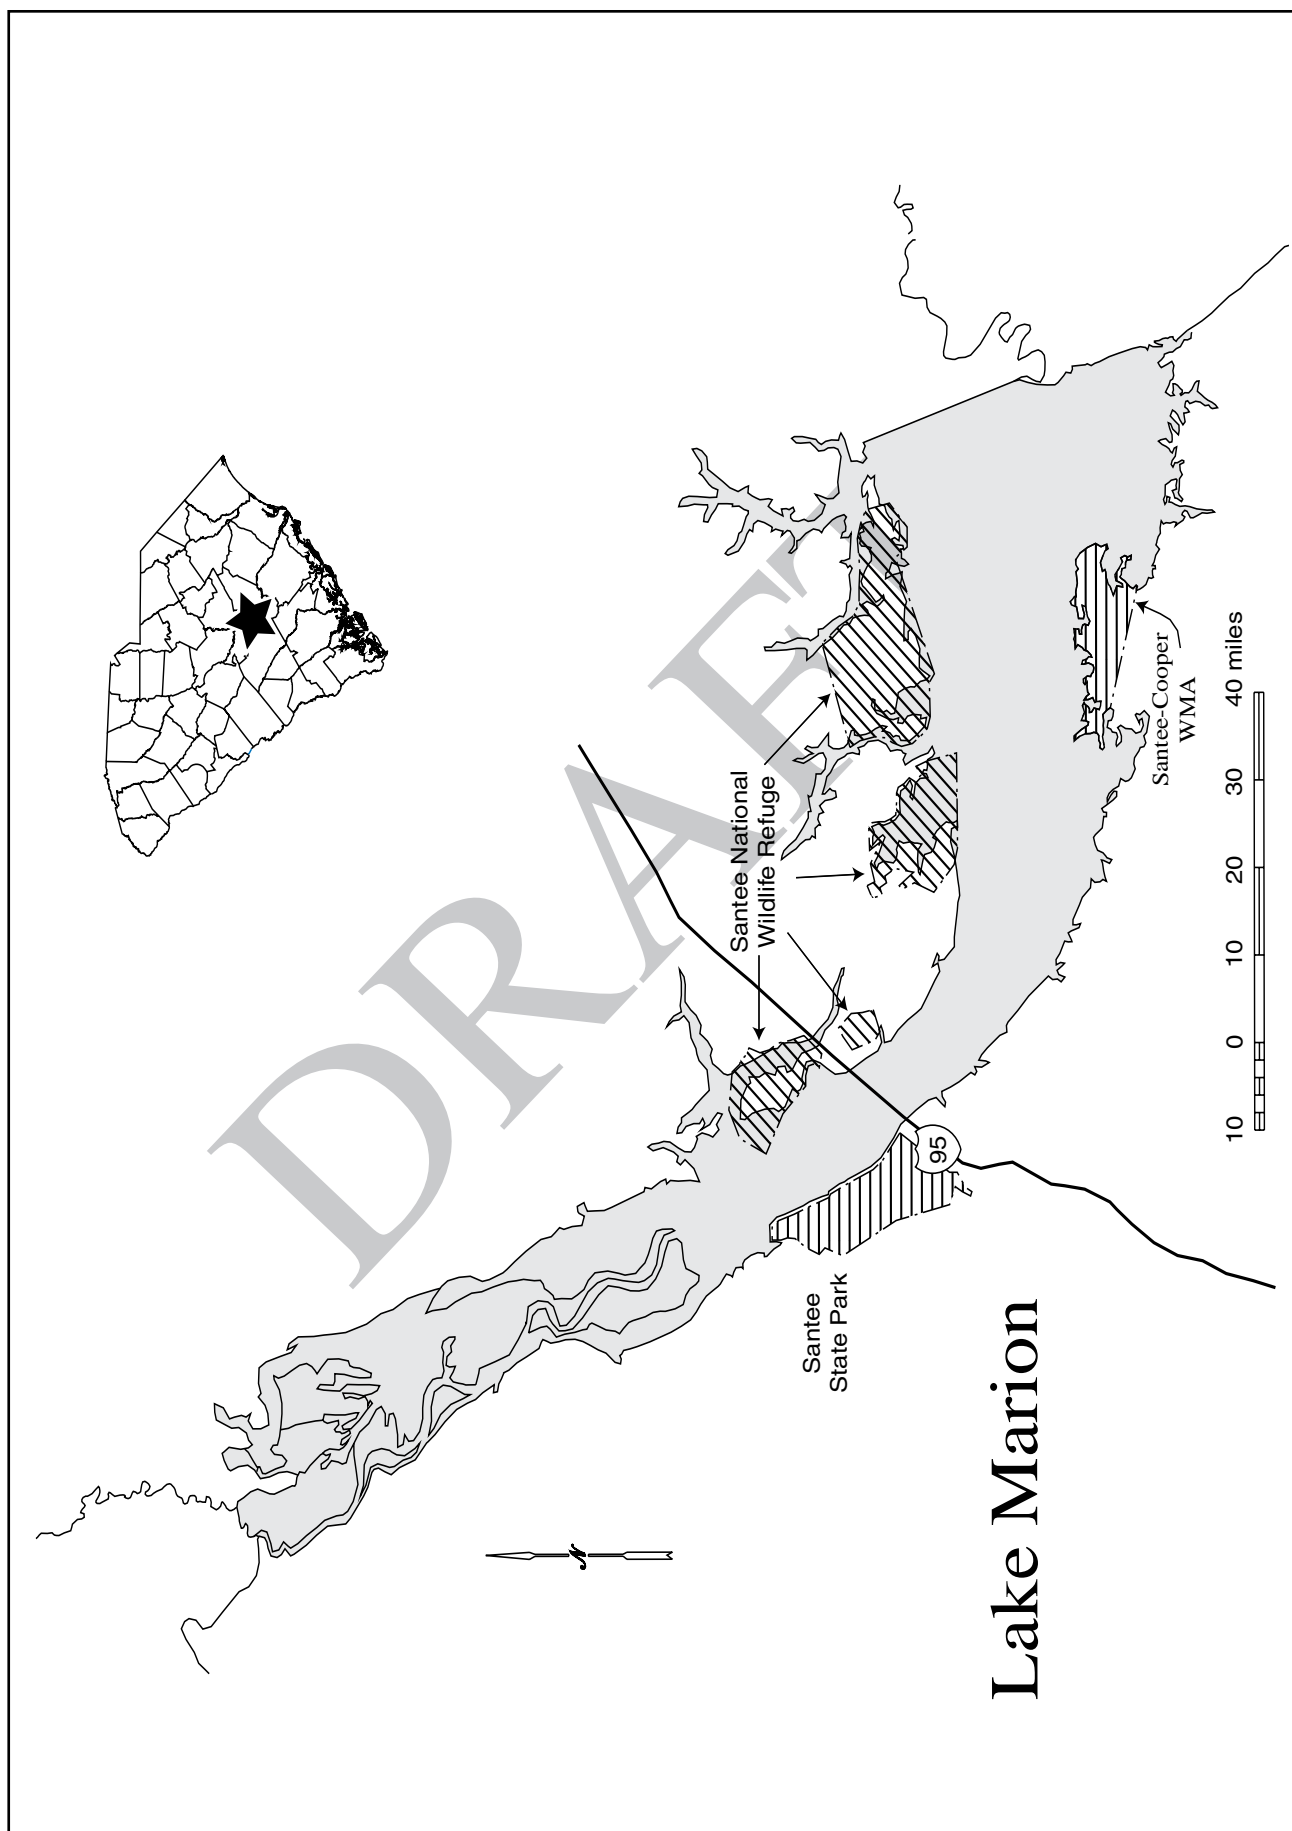 DRAFT
Santee National
Wildlife Refuge
95
Santee
State Park
Santee-Cooper
WMA
10 0 10 20 30 40 miles
N
Lake Marion